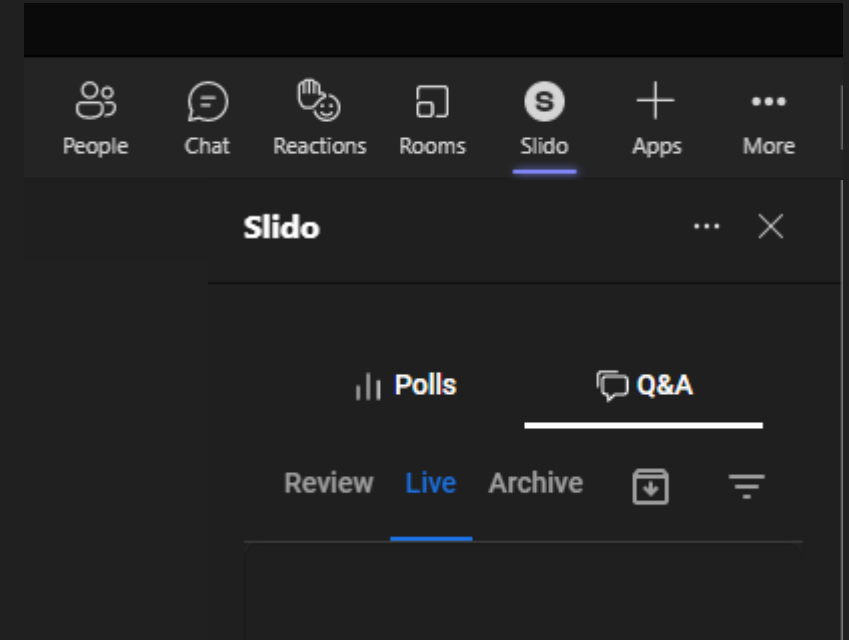 People Chat Reactions Rooms Slido Apps More
Slido
Polls Q&A
Review Live Archive